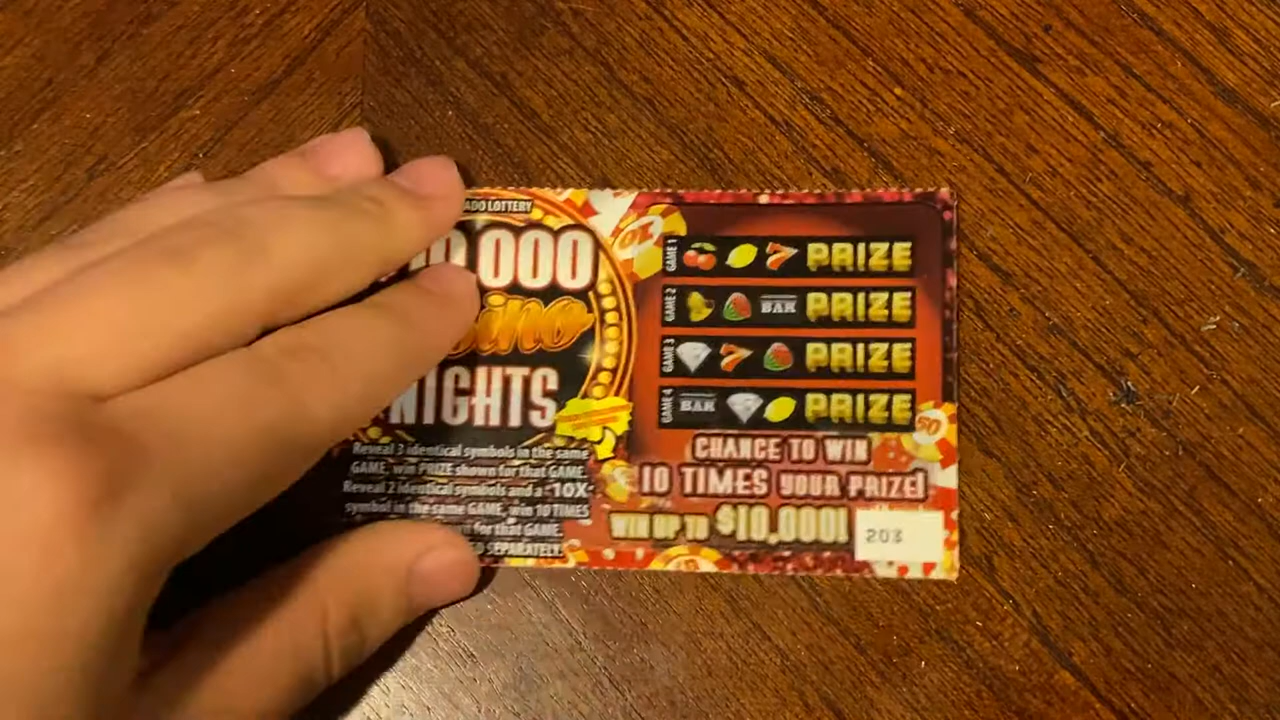 ADO LOTTERY
0,000
ino
NIGHTS
Reveal 3 identical symbols in the same
GAME, win PRIZE shown for that GAME.
Reveal 2 identical symbols and a "10X"
symbol in the same GAME, win 10 TIMES
for that GAME.
SEPARATELY.
10X
GAME 1 PRIZE
GAME 2 BAR PRIZE
GAME 3 PRIZE
GAME 4 BAR PRIZE
50
CHANCE TO WIN
10 TIMES YOUR PRIZE!
WIN UP TO $10,000!
203